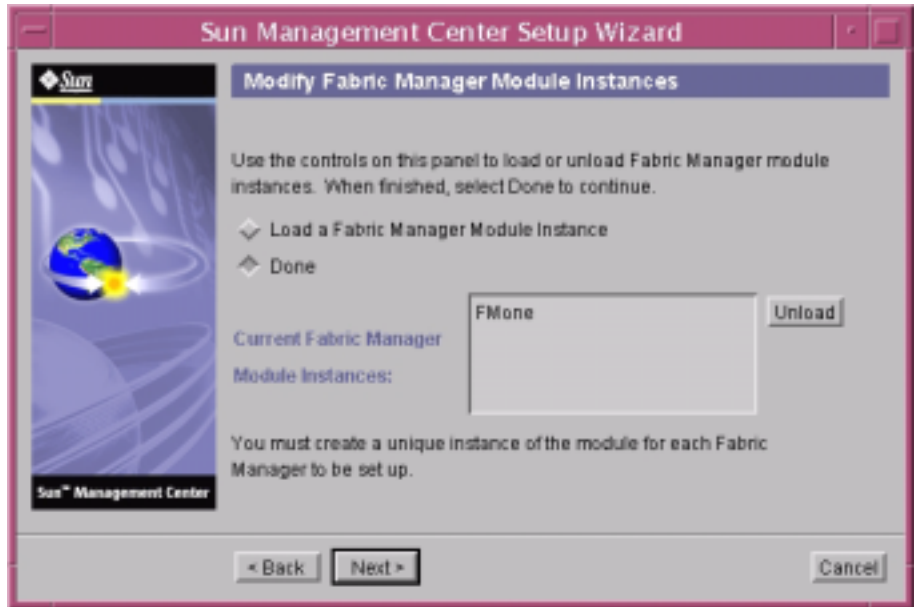 Sun Management Center Setup Wizard
Sun
Modify Fabric Manager Module Instances
Use the controls on this panel to load or unload Fabric Manager module
instances. When finished, select Done to continue.
Load a Fabric Manager Module Instance
Done
FMone
Unload
Current Fabric Manager
Module Instances:
You must create a unique instance of the module for each Fabric
Manager to be set up.
Sun™ Management Center
< Back
Next >
Cancel